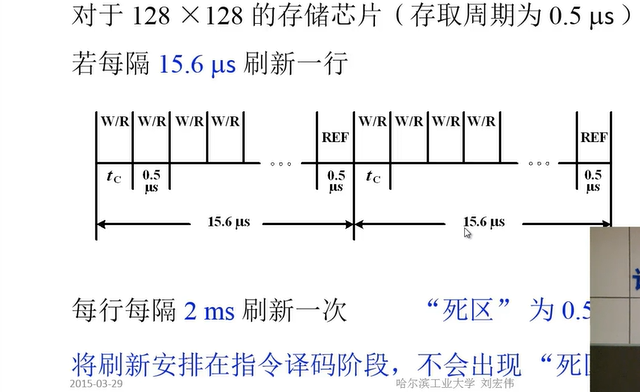 对于 128 ×128 的存储芯片（存取周期为 0.5 μs）
若每隔 15.6 μs 刷新一行
W/R W/R W/R W/R REF W/R W/R W/R W/R REF
tC 0.5 μs 0.5 μs tC 0.5 μs
15.6 μs 15.6 μs
每行每隔 2 ms 刷新一次 “死区” 为 0.5
将刷新安排在指令译码阶段，不会出现 “死
2015-03-29 哈尔滨工业大学 刘宏伟